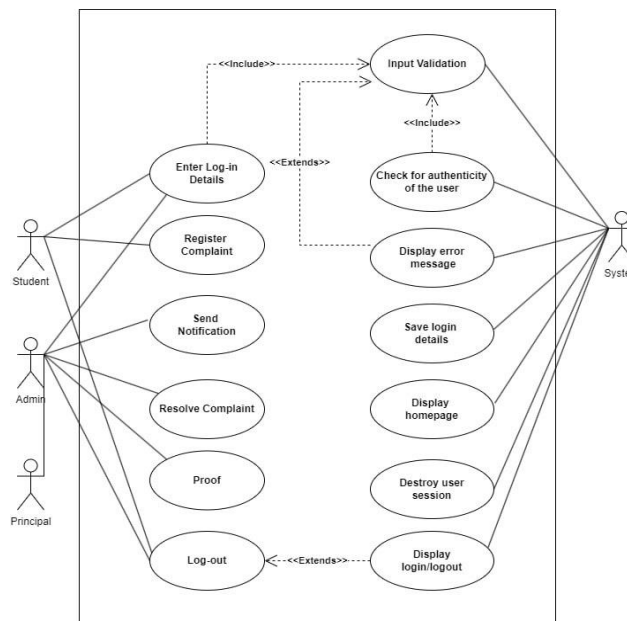 <<Include>>
Input Validation
<<Include>>
<<Extends>>
Enter Log-in
Details
Check for authenticity
of the user
Student
Register
Complaint
Display error
message
Syste
Send
Notification
Save login
details
Admin
Resolve Complaint
Display
homepage
Principal
Proof
Destroy user
session
Log-out
<<Extends>>
Display
login/logout